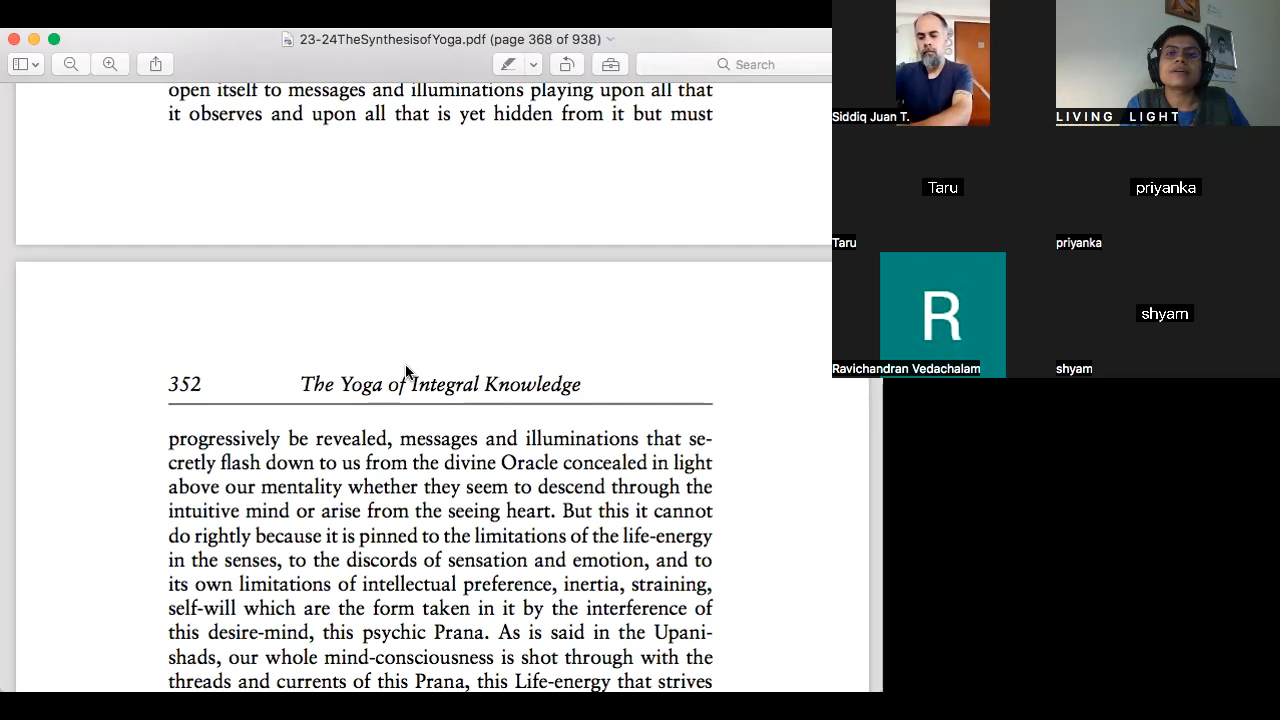 23-24TheSynthesisofYoga.pdf (page 368 of 938)
Search
open itself to messages and illuminations playing upon all that
it observes and upon all that is yet hidden from it but must
352 The Yoga of Integral Knowledge
progressively be revealed, messages and illuminations that se-
cretly flash down to us from the divine Oracle concealed in light
above our mentality whether they seem to descend through the
intuitive mind or arise from the seeing heart. But this it cannot
do rightly because it is pinned to the limitations of the life-energy
in the senses, to the discords of sensation and emotion, and to
its own limitations of intellectual preference, inertia, straining,
self-will which are the form taken in it by the interference of
this desire-mind, this psychic Prana. As is said in the Upani-
shads, our whole mind-consciousness is shot through with the
threads and currents of this Prana, this Life-energy that strives
Siddiq Juan T.
LIVING LIGHT
Taru
Taru
priyanka
priyanka
R
Ravichandran Vedachalam
shyam
shyam